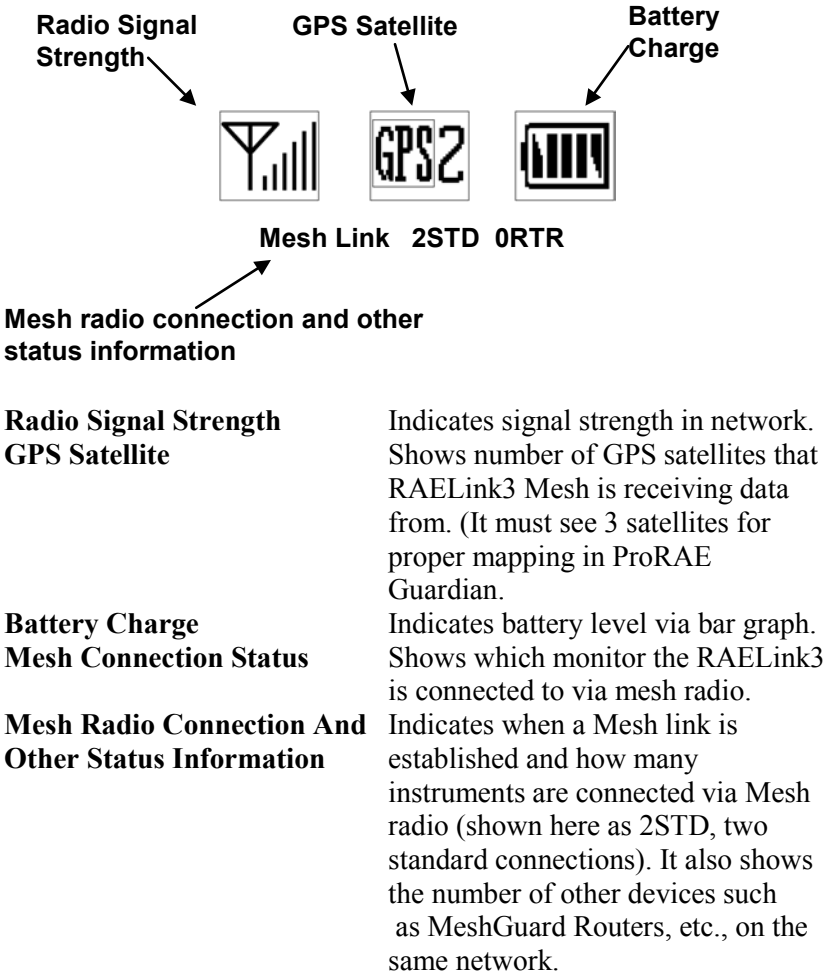 Radio Signal
Strength
GPS Satellite
Battery
Charge
GPS2
Mesh Link 2STD 0RTR
Mesh radio connection and other
status information
Radio Signal Strength Indicates signal strength in network.
GPS Satellite Shows number of GPS satellites that
RAELink3 Mesh is receiving data
from. (It must see 3 satellites for
proper mapping in ProRAE
Guardian.
Battery Charge Indicates battery level via bar graph.
Mesh Connection Status Shows which monitor the RAELink3
is connected to via mesh radio.
Mesh Radio Connection And Indicates when a Mesh link is
Other Status Information established and how many
instruments are connected via Mesh
radio (shown here as 2STD, two
standard connections). It also shows
the number of other devices such
as MeshGuard Routers, etc., on the
same network.